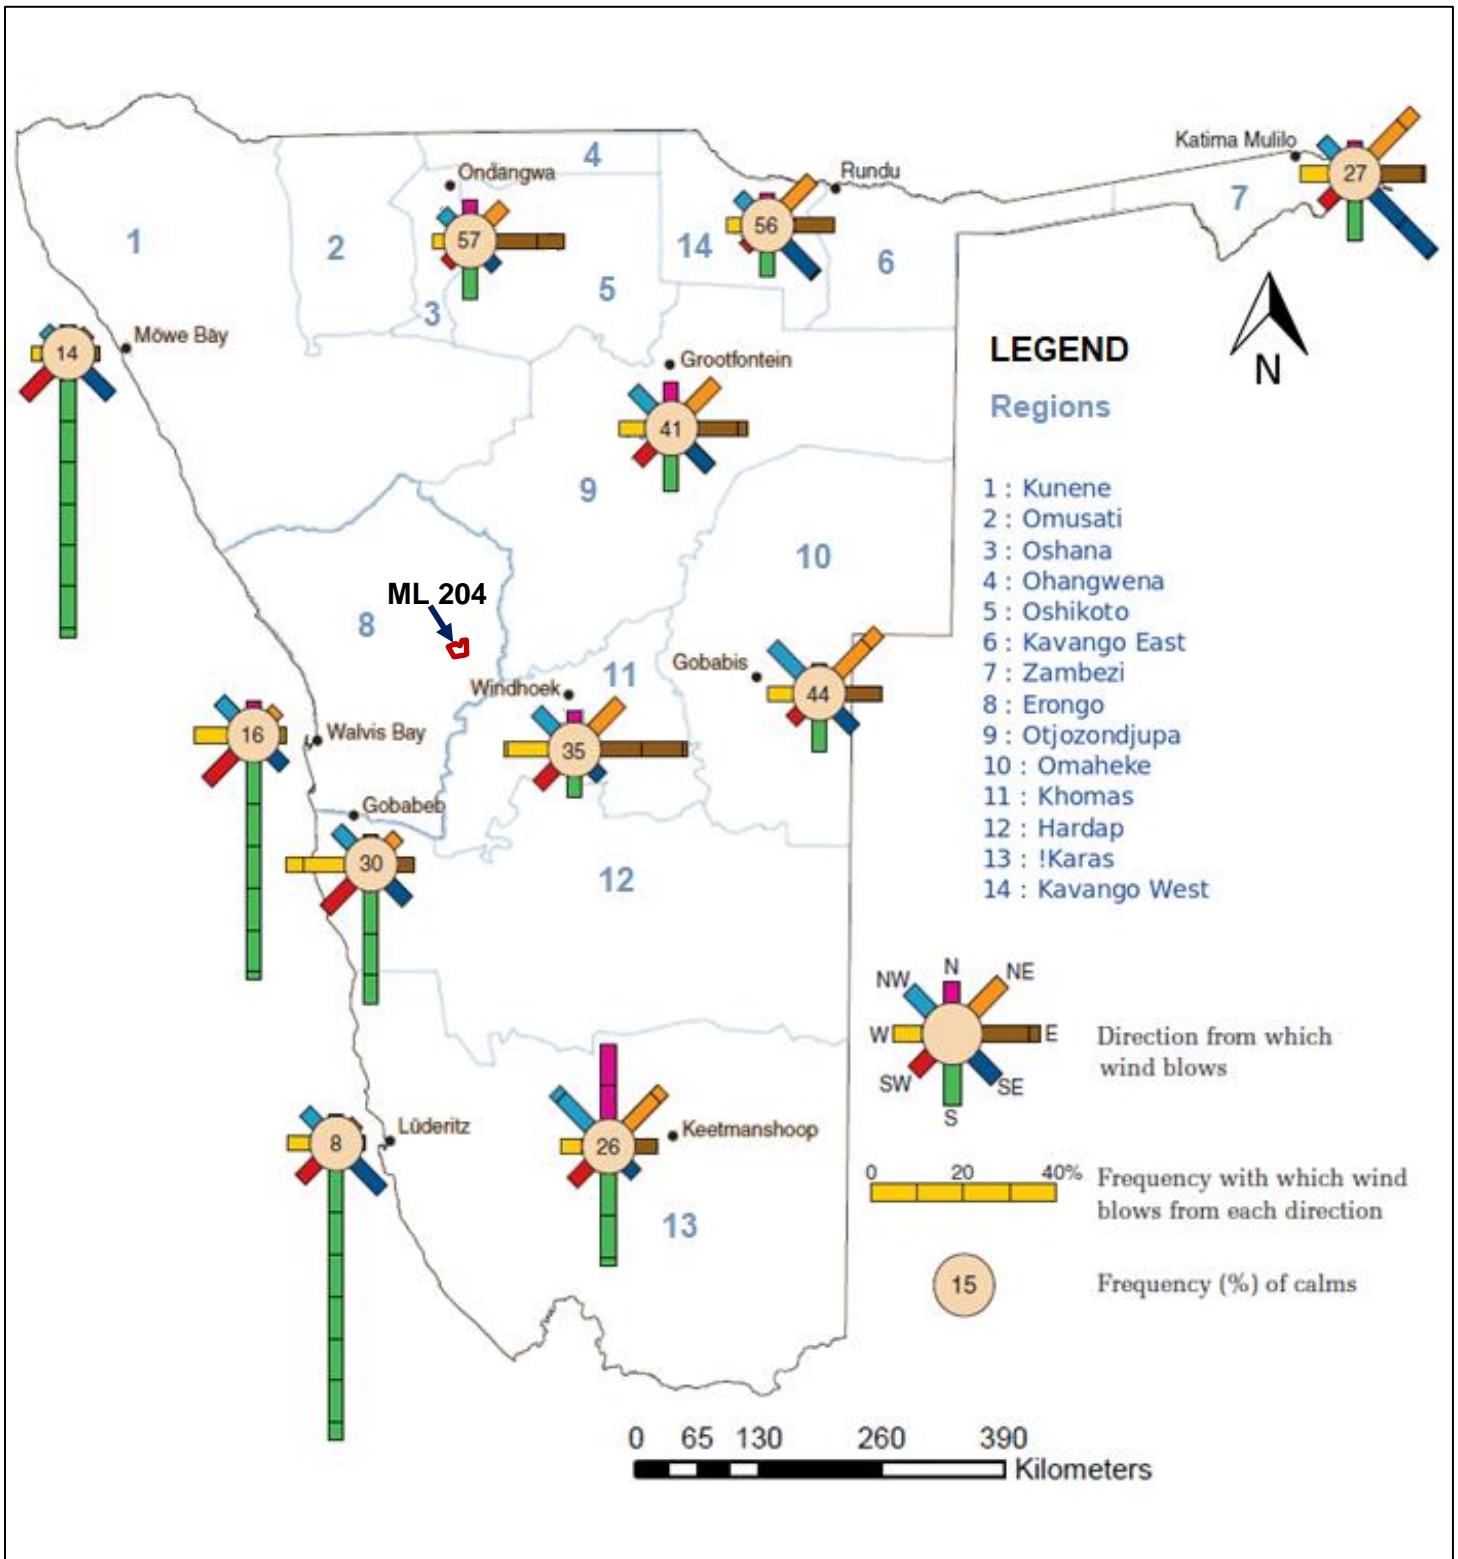 Katima Mulilo
27
4
Ondangwa
Rundu
7
57
56
1
2
14
6
5
3
Möwe Bay
14
Grootfontein
LEGEND
N
Regions
41
9
1 : Kunene
2 : Omusati
3 : Oshana
4 : Ohangwena
5 : Oshikoto
6 : Kavango East
7 : Zambezi
8 : Erongo
9 : Otjozondjupa
10 : Omaheke
11 : Khomas
12 : Hardap
13 : !Karas
14 : Kavango West
10
ML 204
8
Gobabis
11
Windhoek
44
16
Walvis Bay
35
Gobabeb
30
12
N
NW
NE
W
E
SW
SE
S
Direction from which
wind blows
Lüderitz
8
Keetmanshoop
26
13
0 20 40%
Frequency with which wind
blows from each direction
15
Frequency (%) of calms
0 65 130 260 390
Kilometers